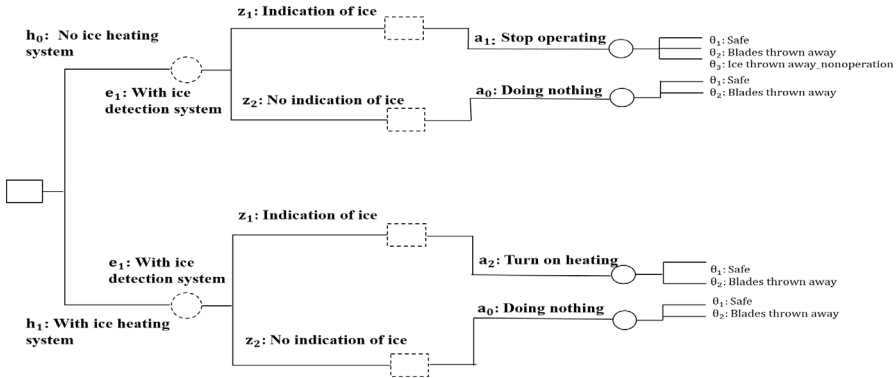 h₀: No ice heating
system
e₁: With ice
detection system
z₁: Indication of ice
a₁: Stop operating
θ₁: Safe
θ₂: Blades thrown away
θ₃: Ice thrown away_nonoperation
z₂: No indication of ice
a₀: Doing nothing
θ₁: Safe
θ₂: Blades thrown away
h₁: With ice heating
system
e₁: With ice
detection system
z₁: Indication of ice
a₂: Turn on heating
θ₁: Safe
θ₂: Blades thrown away
z₂: No indication of ice
a₀: Doing nothing
θ₁: Safe
θ₂: Blades thrown away